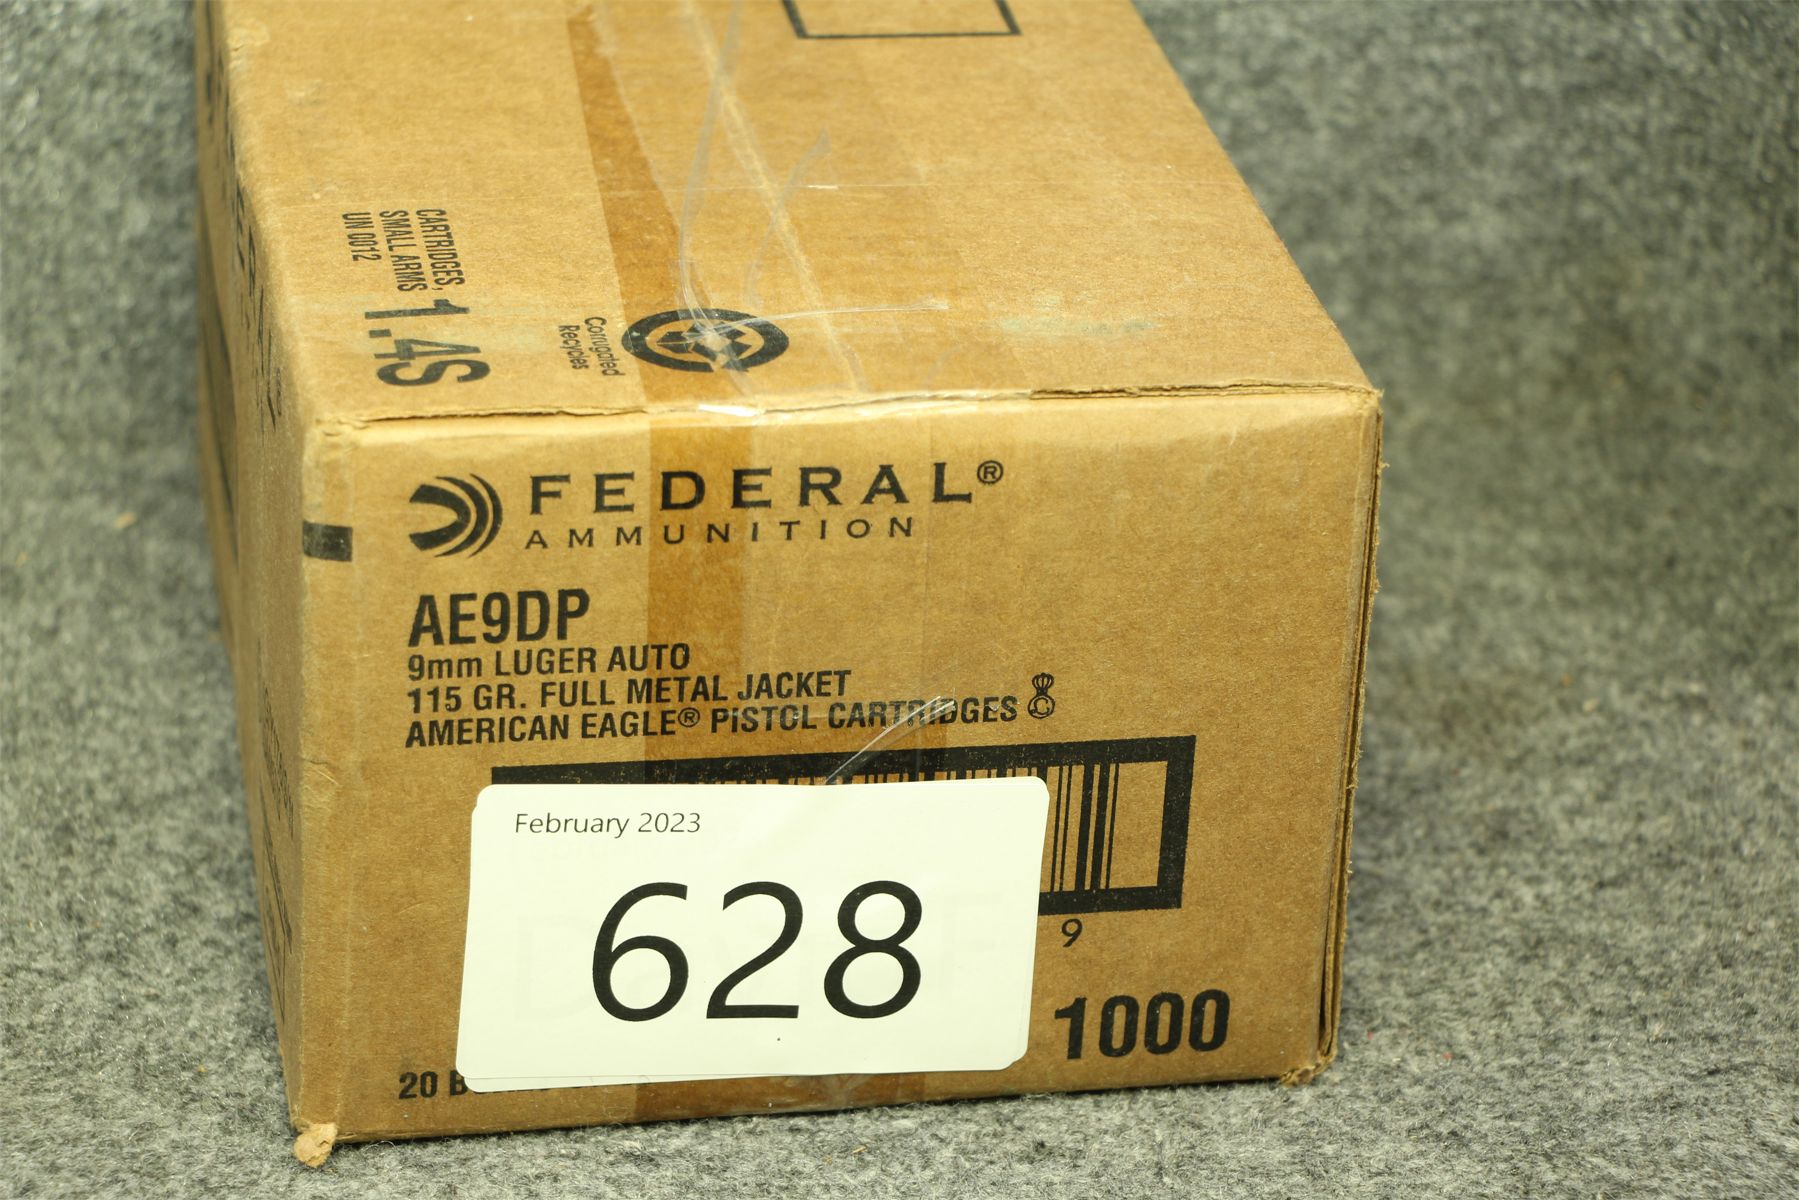 CARTRIDGES,
SMALL ARMS
UN 0012
1.4S
Corrugated
Recycles
FEDERAL®
AMMUNITION
AE9DP
9mm LUGER AUTO
115 GR. FULL METAL JACKET
AMERICAN EAGLE® PISTOL CARTRIDGES
February 2023
628
9
1000
20